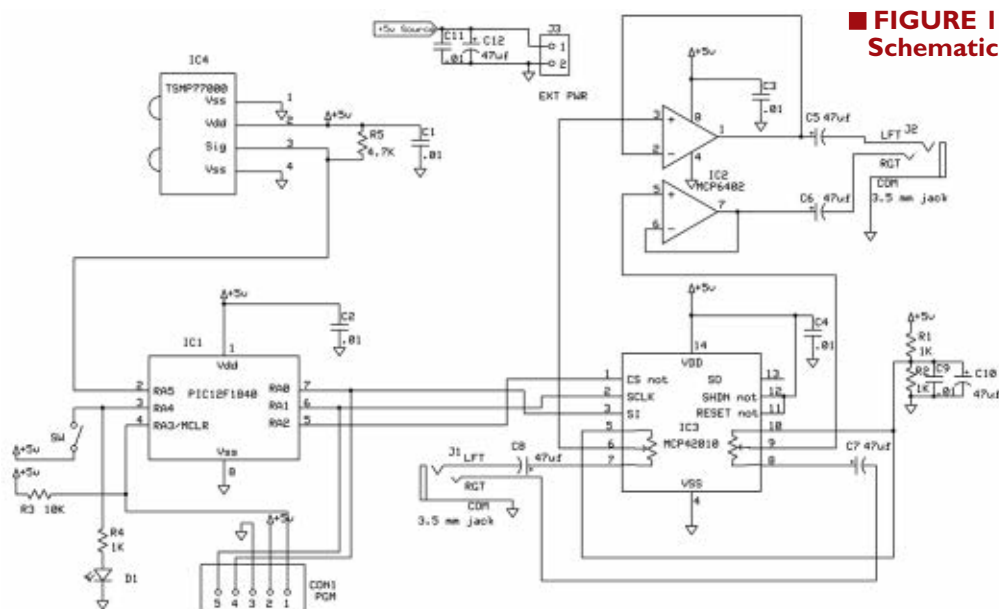 FIGURE 1
Schematic
+5v Source
C11
.01
C12
47uf
J3
1
2
EXT PWR
IC4
TSMP77000
Vss
1
Vdd
2
Sig
3
Vss
4
+5v
R5
4.7K
C1
.01
+5v
C3
.01
3
+
2
-
8
1
4
IC2
MCP6402
5
+
6
-
7
C5 47uf
LFT
J2
RGT
COM
3.5 mm jack
C6 47uf
+5v
C2
.01
IC1
1
Vdd
PIC12F1840
2
RA5
3
RA4
4
RA3/MCLR
RA0
7
RA1
6
RA2
5
Vss
8
SW
+5v
+5v
R3 10K
R4
1K
D1
+5v
CON1
PGM
5 4 3 2 1
+5v
C4
.01
14
VDD
1
CS not
2
SCLK
3
SI
SO
13
SHDN not
12
RESET not
11
IC3
MCP42010
5
6
7
10
9
8
VSS
4
+5v
R1
1K
R2
1K
C9
.01
C10
47uf
C7 47uf
J1
LFT
C8
47uf
RGT
COM
3.5 mm jack